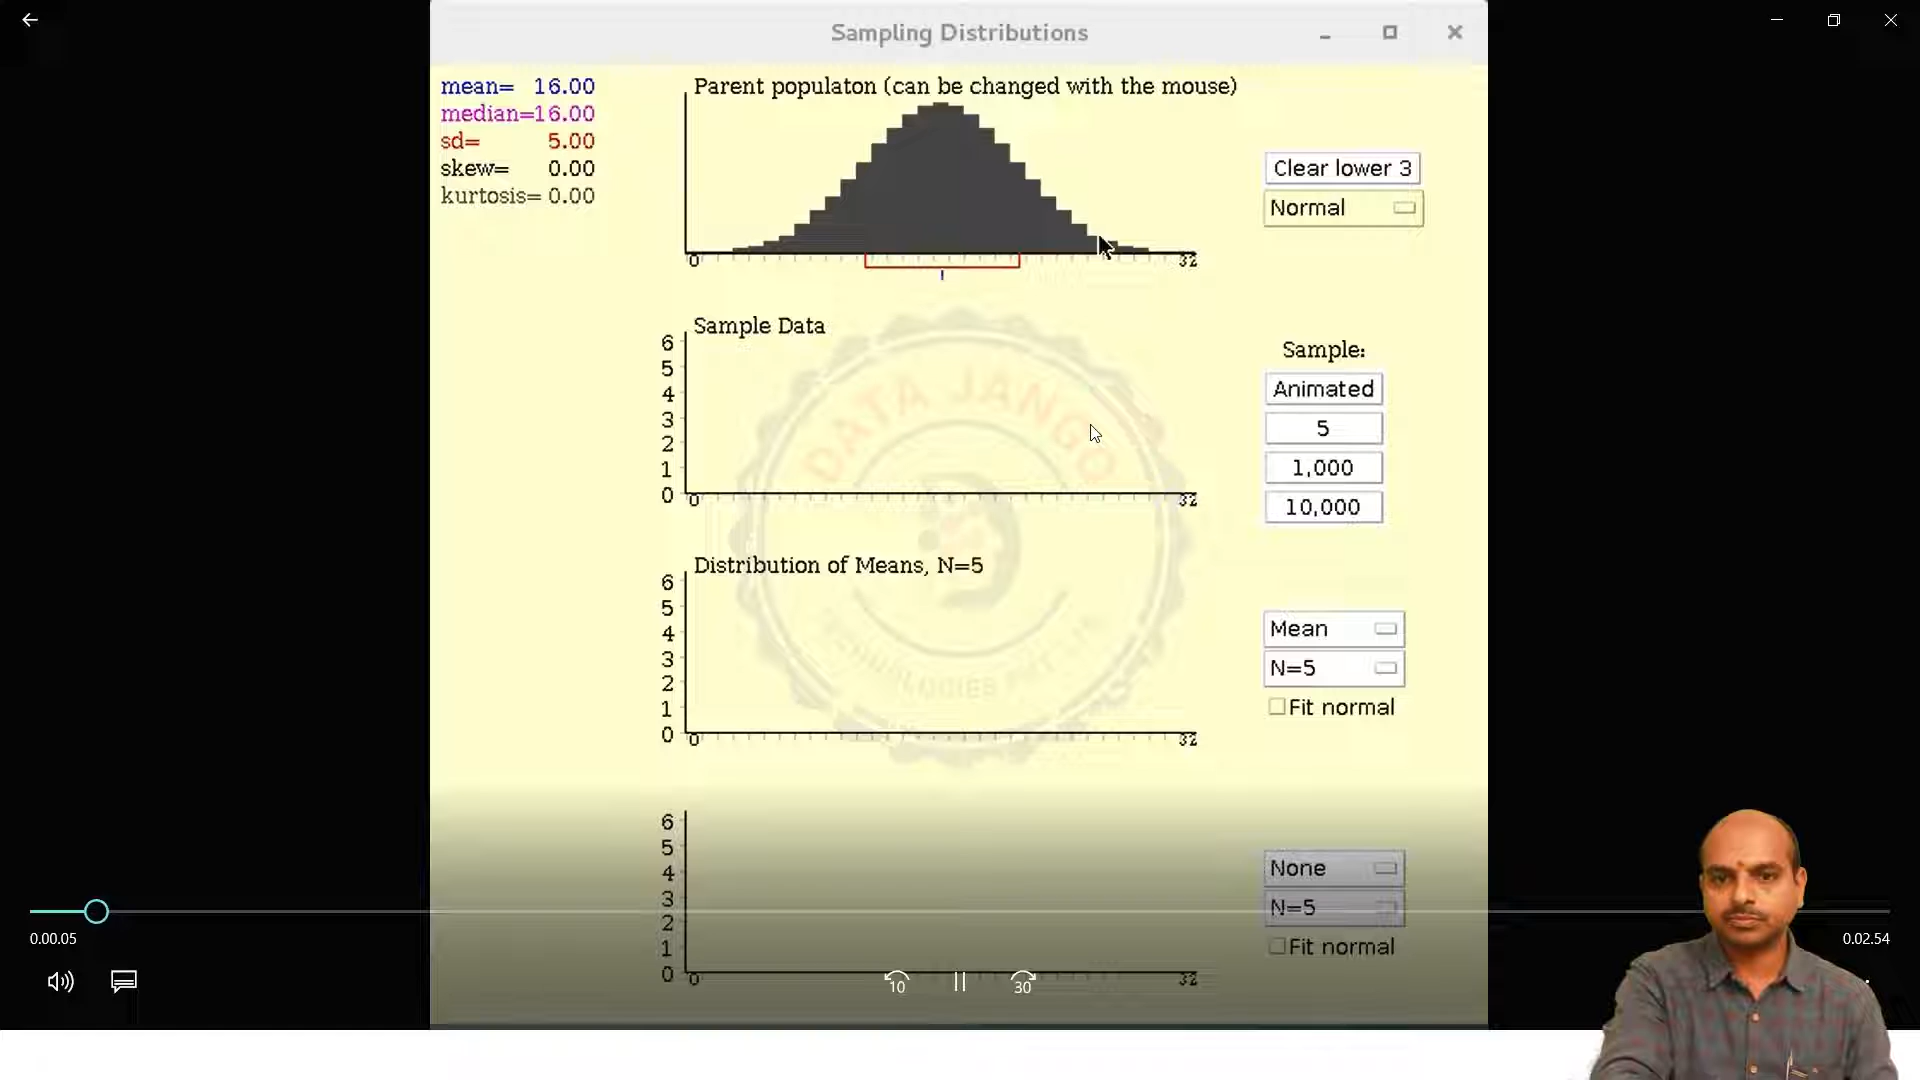 Sampling Distributions
mean= 16.00
median=16.00
sd= 5.00
skew= 0.00
kurtosis= 0.00
Parent populaton (can be changed with the mouse)
0 32
Clear lower 3
Normal
Sample Data
6
5
4
3
2
1
0
0 32
Sample:
Animated
5
1,000
10,000
DATA JANGO
Distribution of Means, N=5
6
5
4
3
2
1
0
0 32
Mean
N=5
Fit normal
6
5
4
3
2
1
0
0 32
None
N=5
Fit normal
0.00.05
0.02.54
10
30